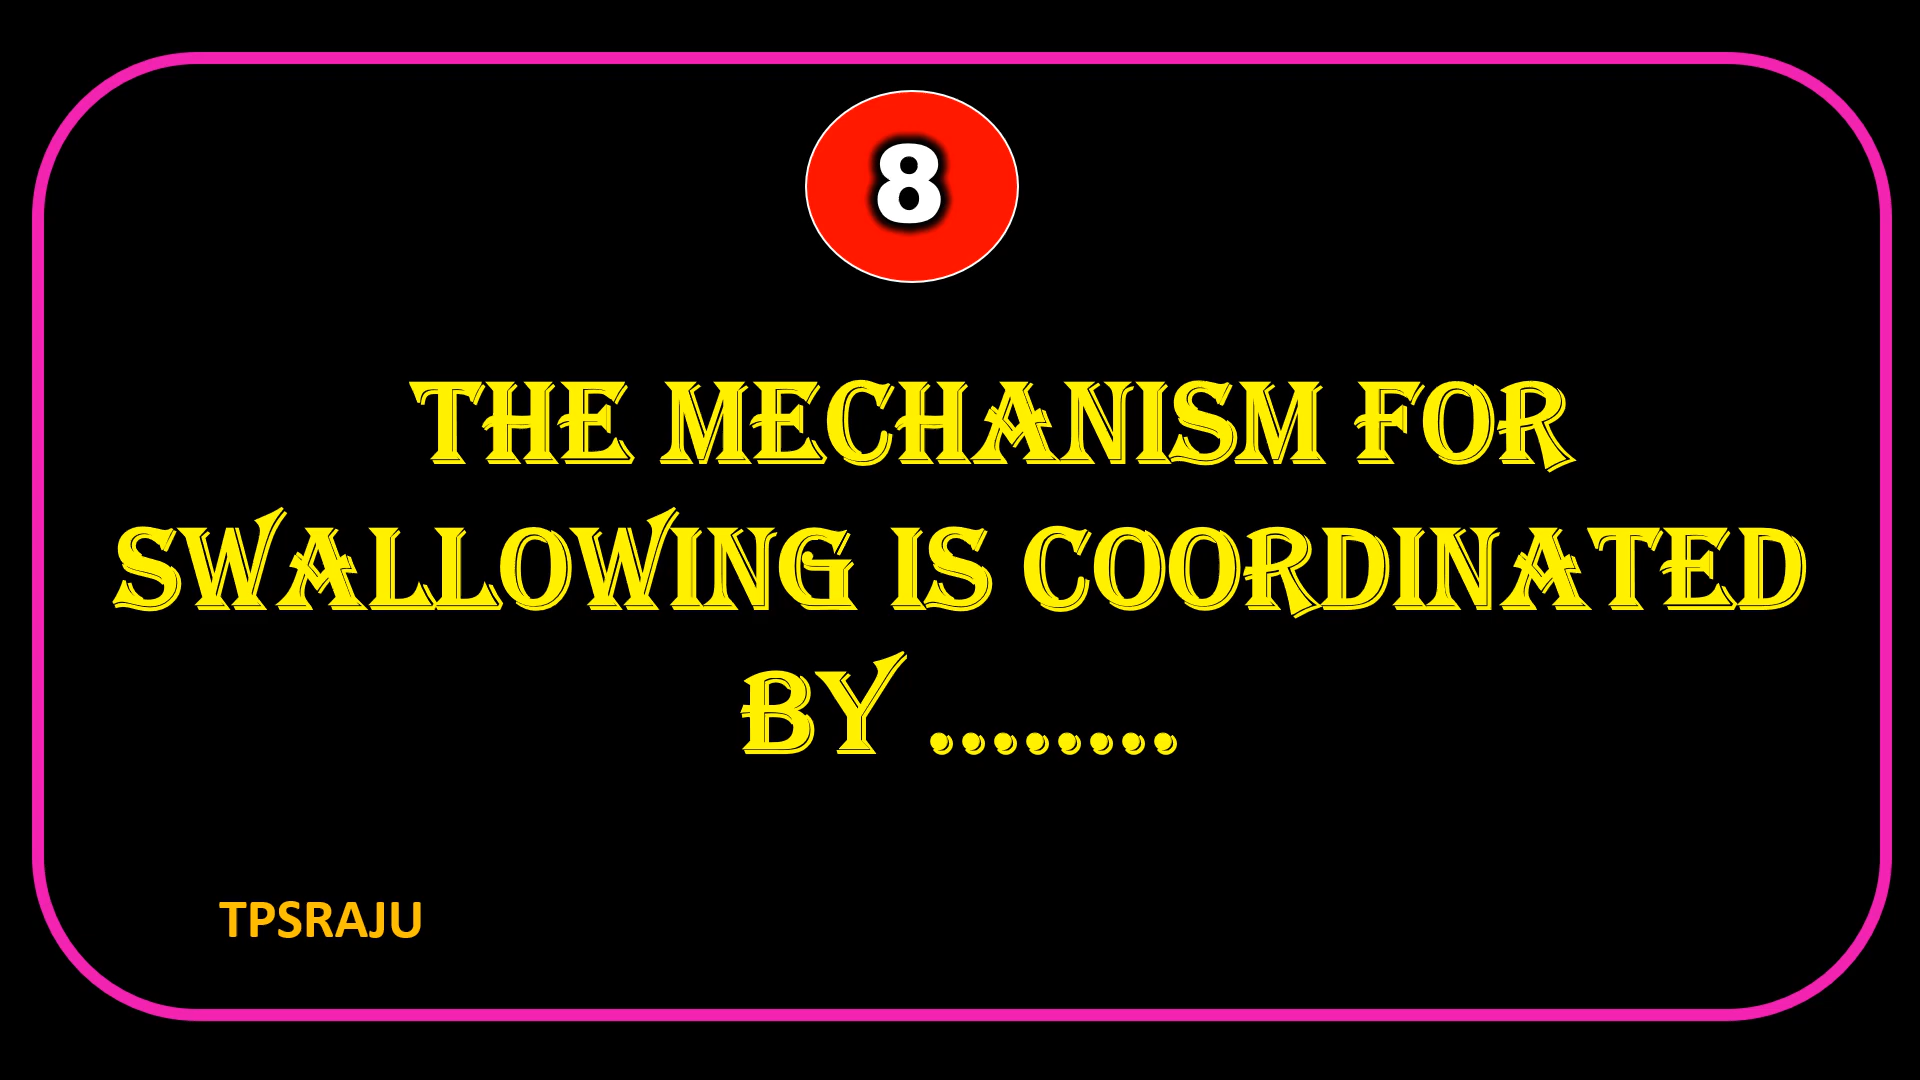 8
THE MECHANISM FOR
SWALLOWING IS COORDINATED
BY ........
TPSRAJU